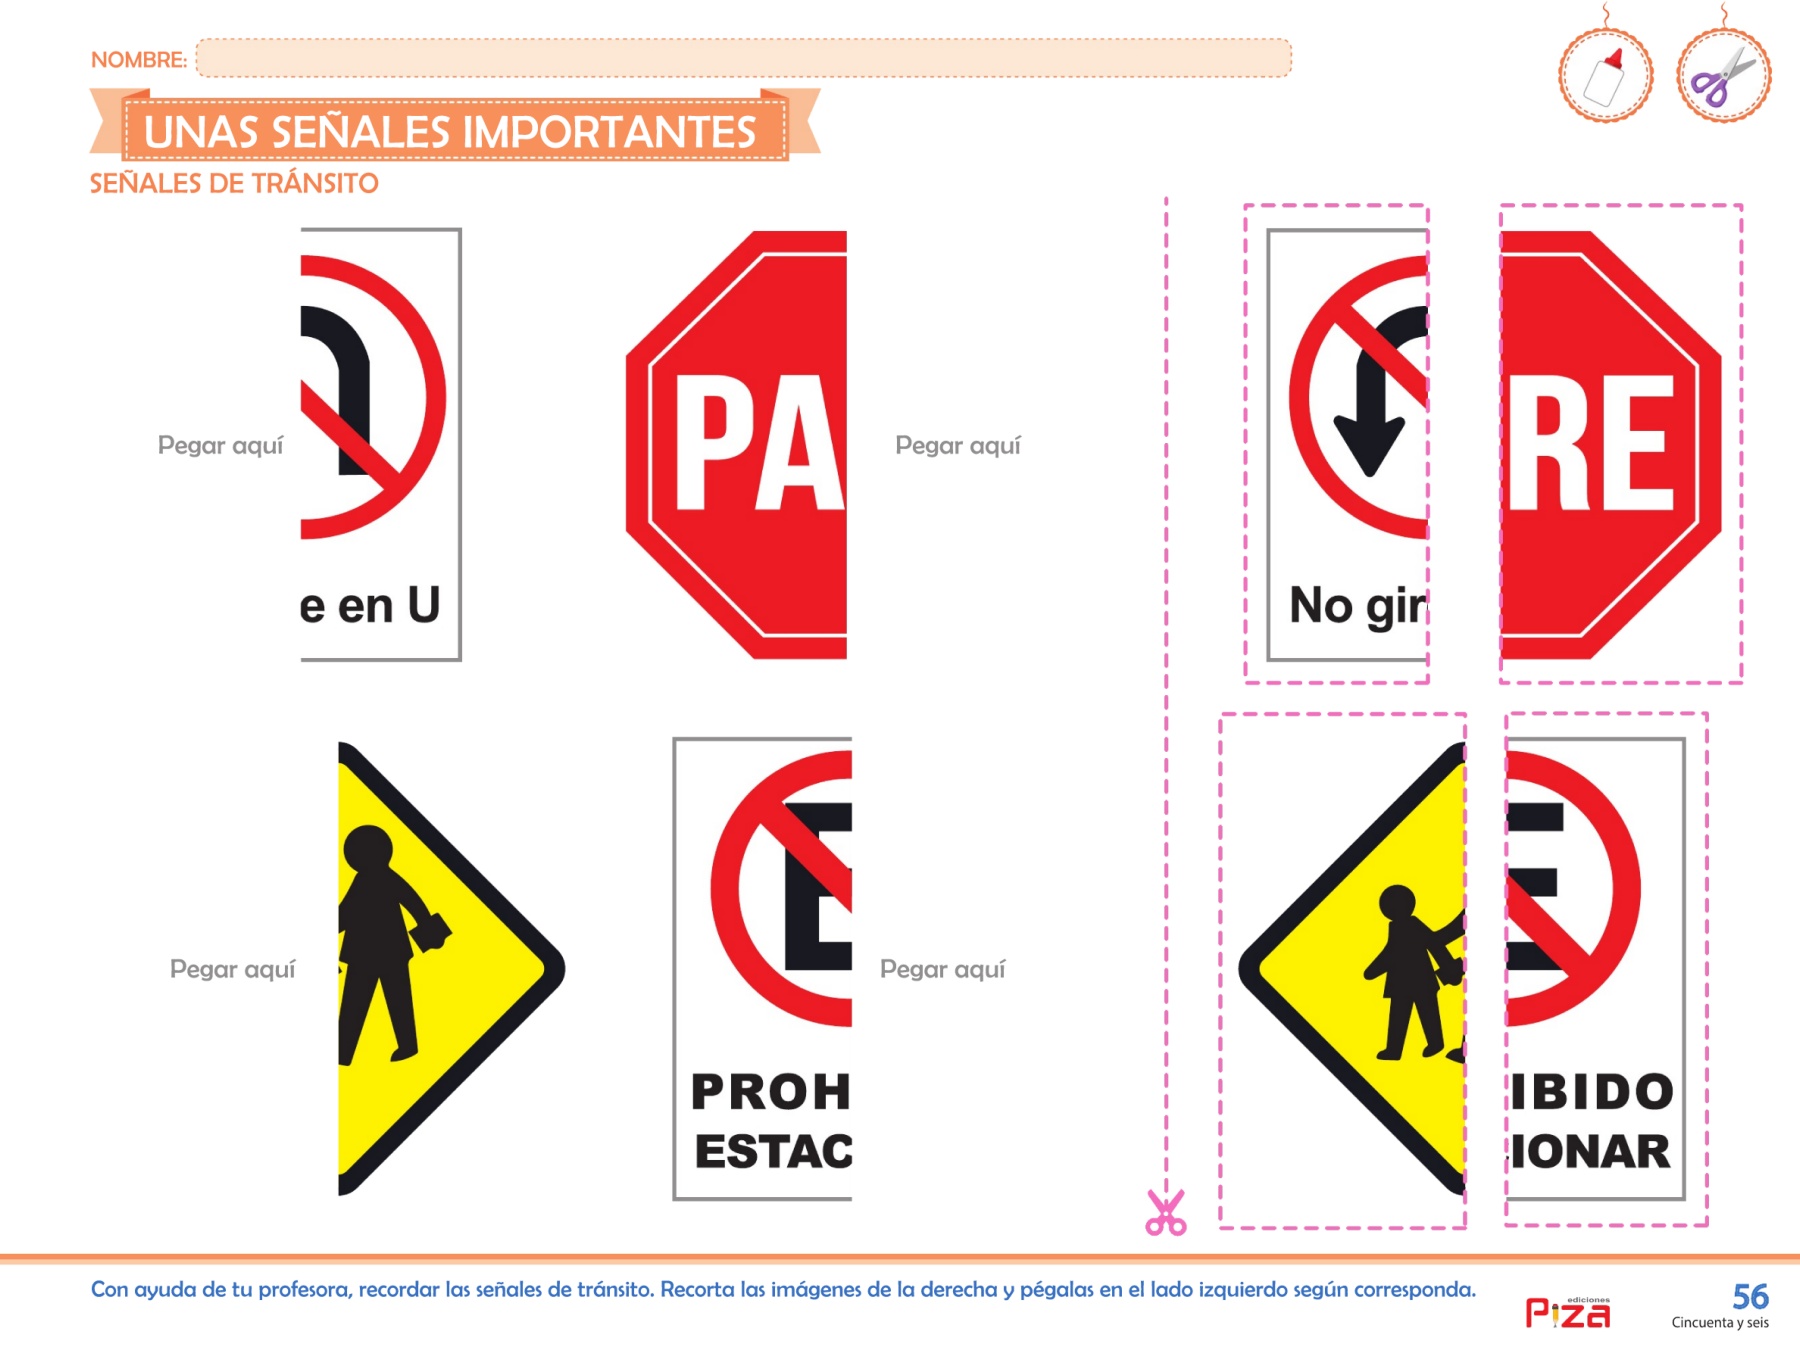 NOMBRE:
UNAS SEÑALES IMPORTANTES
SEÑALES DE TRÁNSITO
Pegar aquí
e en U
PA
Pegar aquí
No gir
RE
Pegar aquí
E
PROH
ESTAC
Pegar aquí
E
IBIDO
IONAR
Con ayuda de tu profesora, recordar las señales de tránsito. Recorta las imágenes de la derecha y pégalas en el lado izquierdo según corresponda.
ediciones
Piza
56
Cincuenta y seis